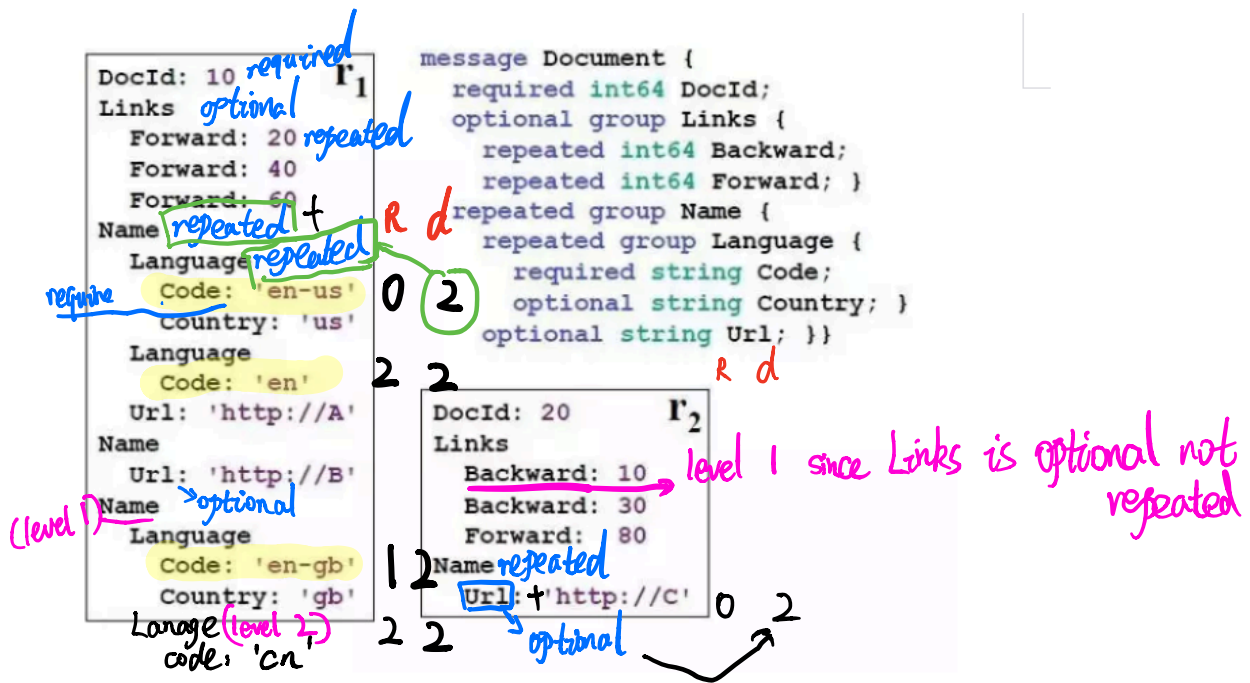 DocId: 10 required r1
Links optional
Forward: 20 repeated
Forward: 40
Forward: 60
Name repeated +
Language repeated
require Code: 'en-us' 0 2
Country: 'us'
Language
Code: 'en' 2 2
Url: 'http://A'
Name
Url: 'http://B'
optional
(level 1) Name
Language
Code: 'en-gb' 1 2
Country: 'gb'
Lanage (level 2) 2 2
code: 'cn'
R d
message Document {
required int64 DocId;
optional group Links {
repeated int64 Backward;
repeated int64 Forward; }
repeated group Name {
repeated group Language {
required string Code;
optional string Country; }
optional string Url; }}
R d
DocId: 20 r2
Links
Backward: 10 level 1 since Links is optional not
repeated
Backward: 30
Forward: 80
Name repeated
Url: + 'http://C' 0 2
optional